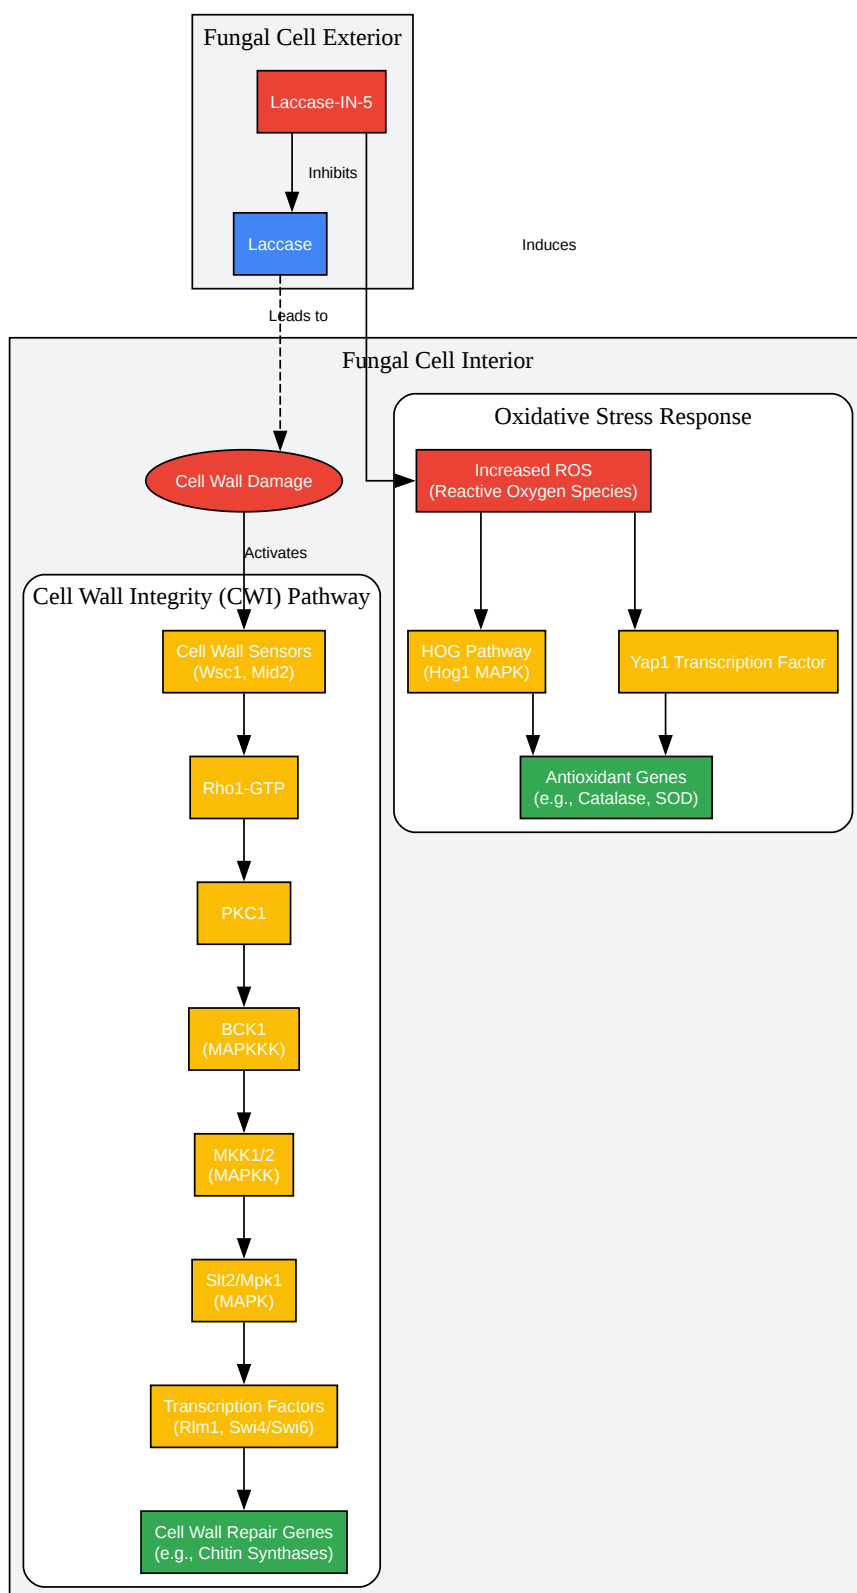 Fungal Cell Exterior
Laccase-IN-5
Inhibits
Laccase
Induces
Leads to
Fungal Cell Interior
Oxidative Stress Response
Increased ROS
(Reactive Oxygen Species)
Cell Wall Damage
Activates
Cell Wall Integrity (CWI) Pathway
Cell Wall Sensors
(Wsc1, Mid2)
HOG Pathway
(Hog1 MAPK)
Yap1 Transcription Factor
Rho1-GTP
Antioxidant Genes
(e.g., Catalase, SOD)
PKC1
BCK1
(MAPKKK)
MKK1/2
(MAPKK)
Slt2/Mpk1
(MAPK)
Transcription Factors
(Rlm1, Swi4/Swi6)
Cell Wall Repair Genes
(e.g., Chitin Synthases)